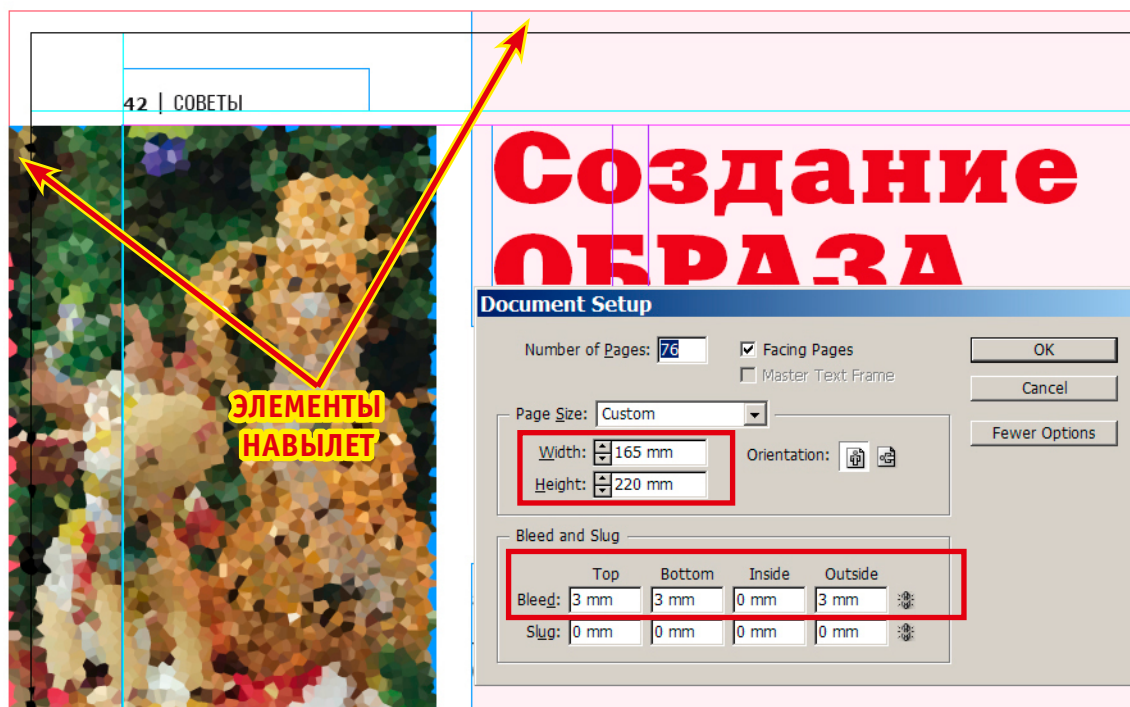 42 | СОВЕТЫ
Создание
ОБРАЗА
ЭЛЕМЕНТЫ
НАВЫЛЕТ
Document Setup
Number of Pages: 76
Facing Pages
Master Text Frame
OK
Cancel
Fewer Options
Page Size: Custom
Width: 165 mm
Height: 220 mm
Orientation:
Bleed and Slug
Top Bottom Inside Outside
Bleed: 3 mm 3 mm 0 mm 3 mm
Slug: 0 mm 0 mm 0 mm 0 mm